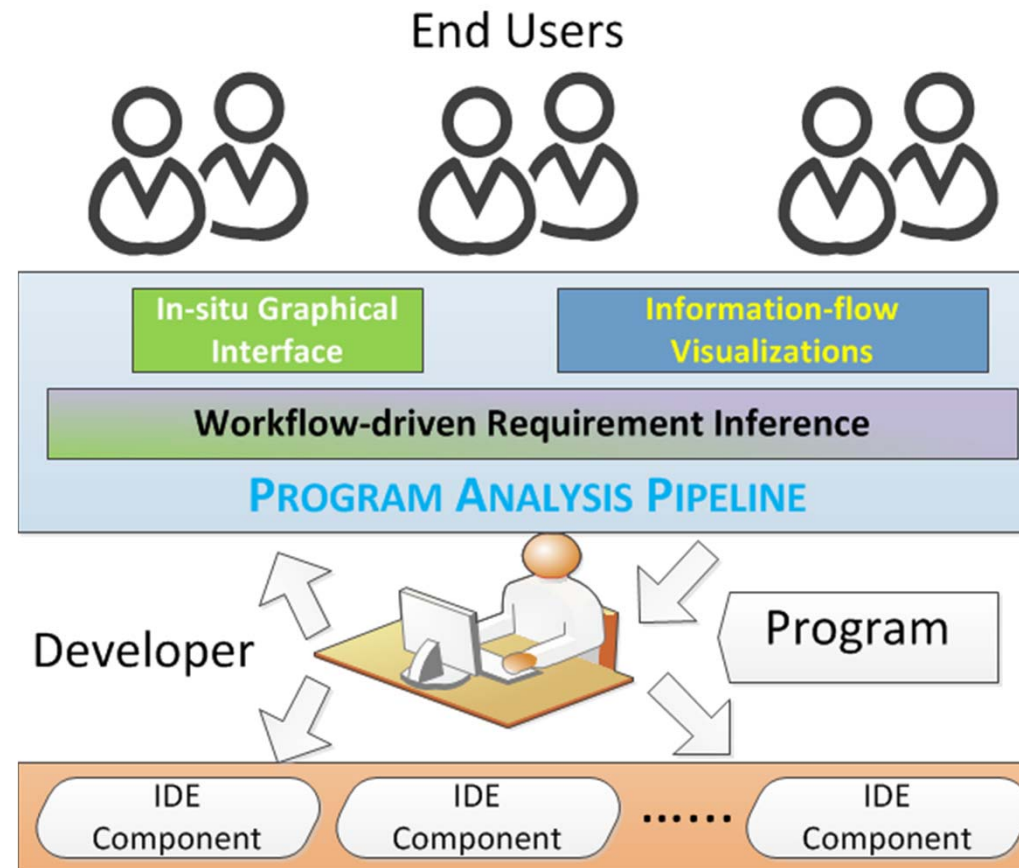 End Users
In-situ Graphical
Interface
Information-flow
Visualizations
Workflow-driven Requirement Inference
PROGRAM ANALYSIS PIPELINE
Developer
Program
IDE
Component
IDE
Component
......
IDE
Component